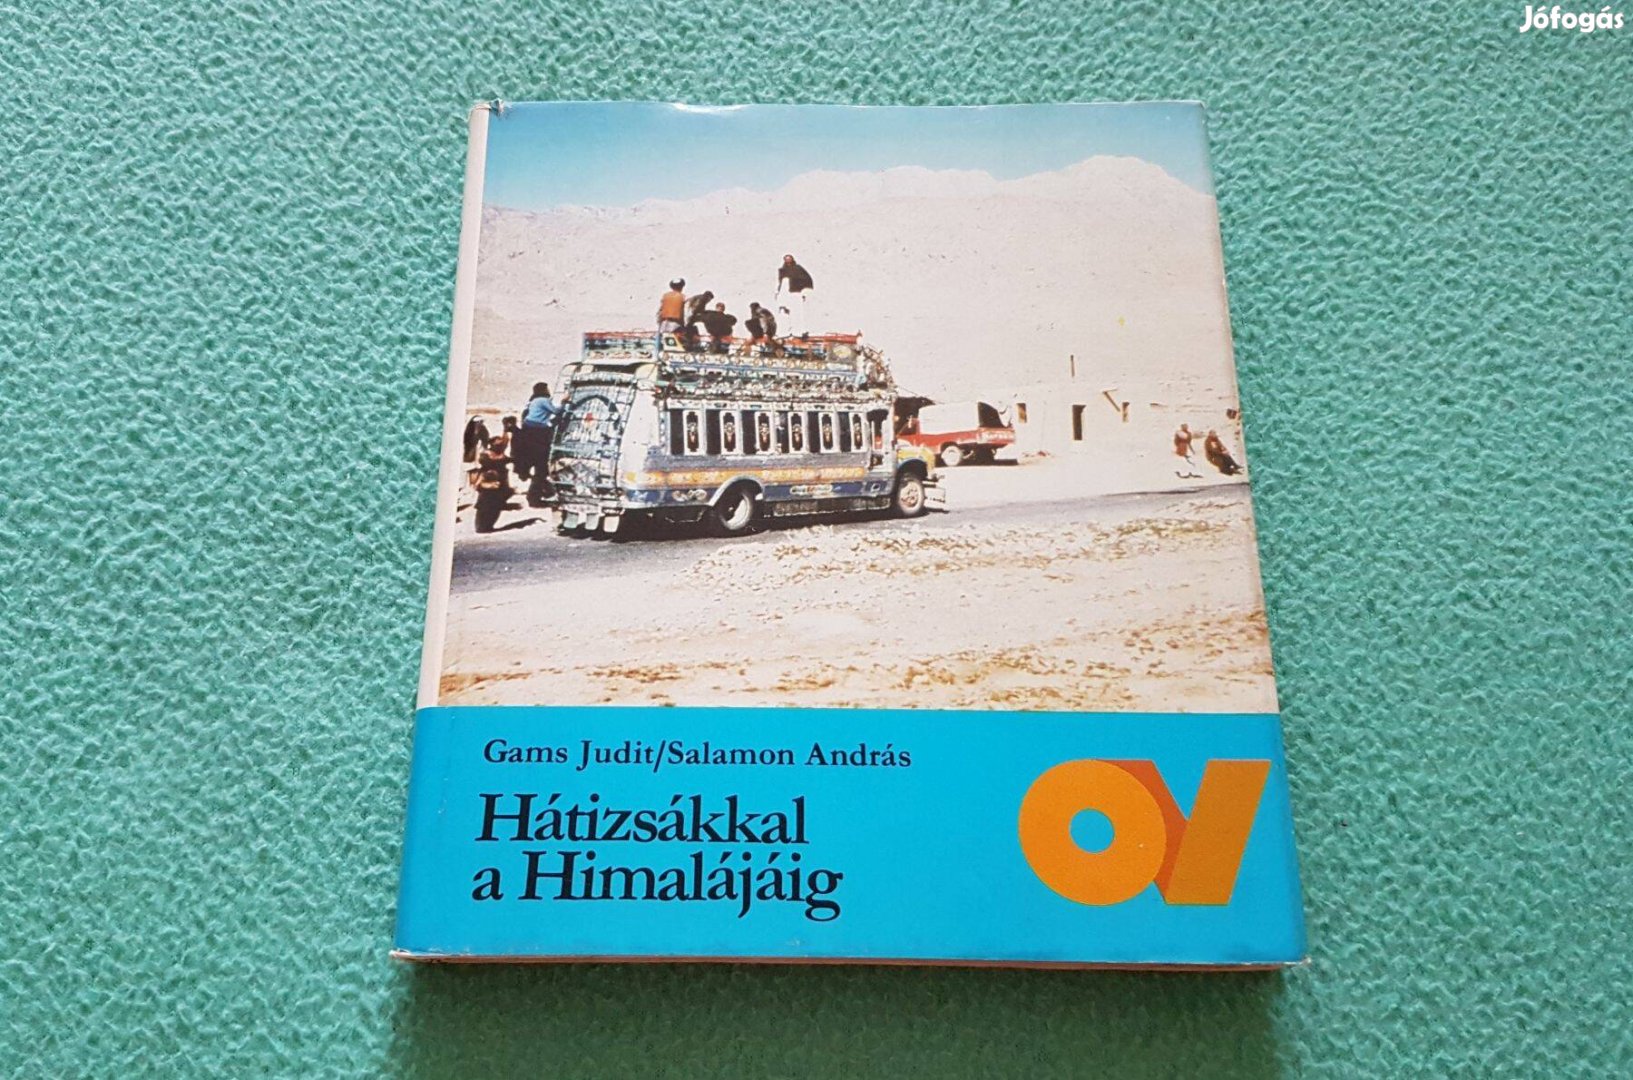 Jófogás
Gams Judit/Salamon András
Hátizsákkal
a Himalájáig
OV